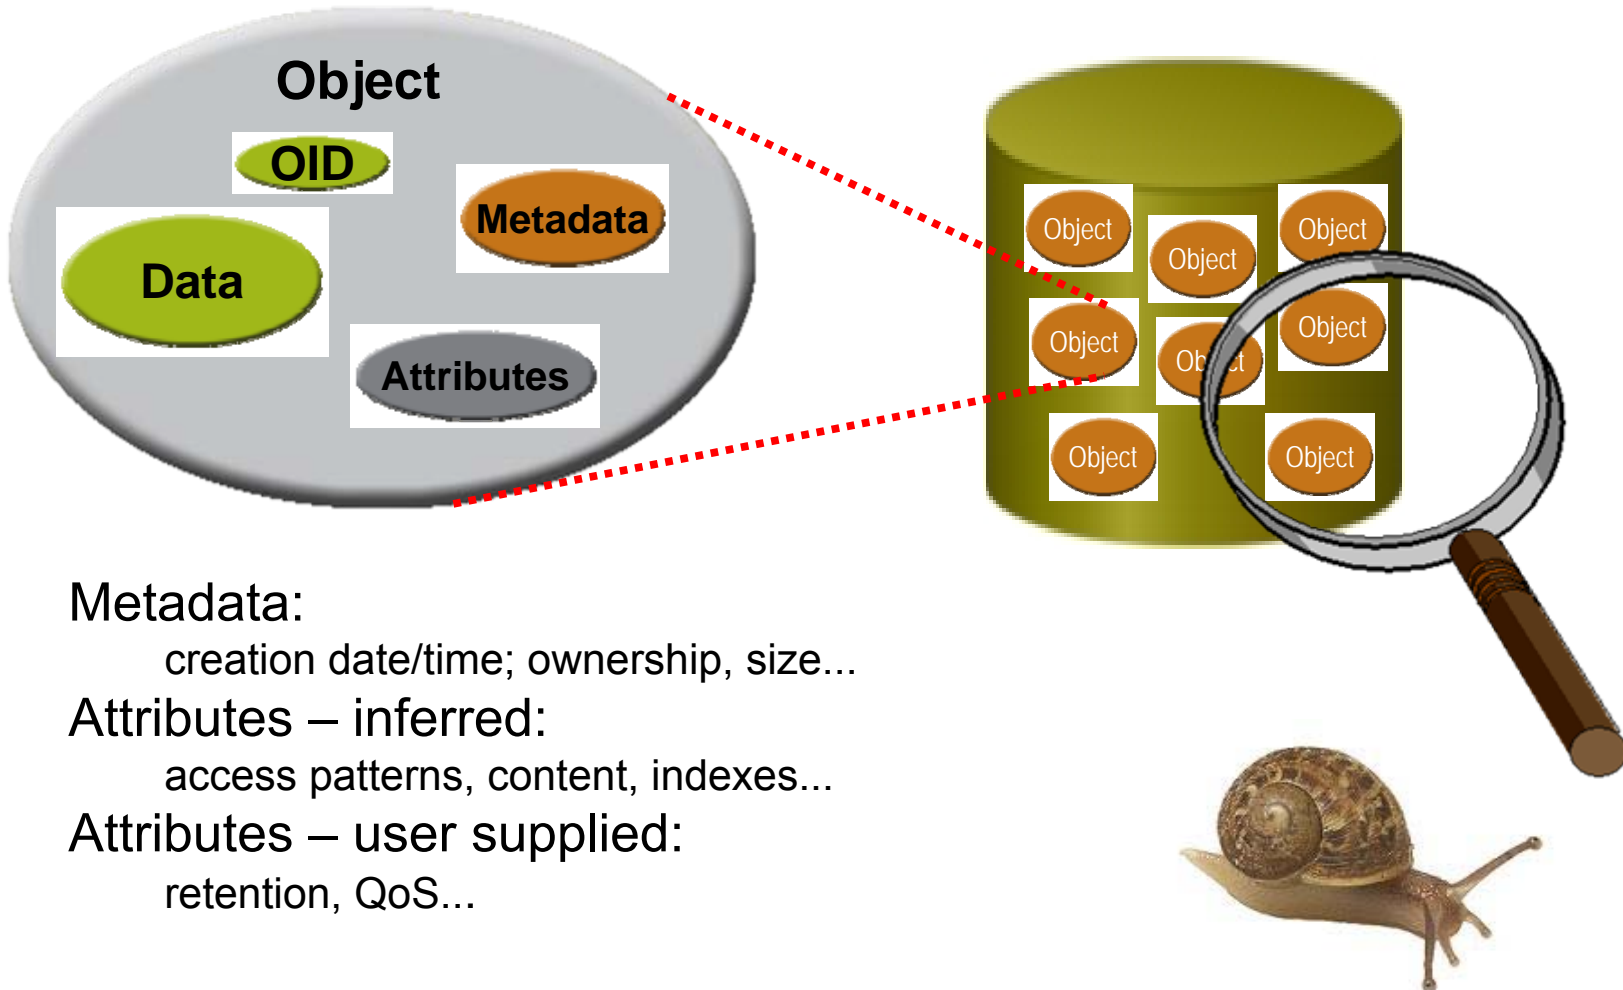 Object
OID
Metadata
Data
Attributes
Object
Object
Object
Object
Object
Object
Object
Object
Metadata:
creation date/time; ownership, size...
Attributes – inferred:
access patterns, content, indexes...
Attributes – user supplied:
retention, QoS...